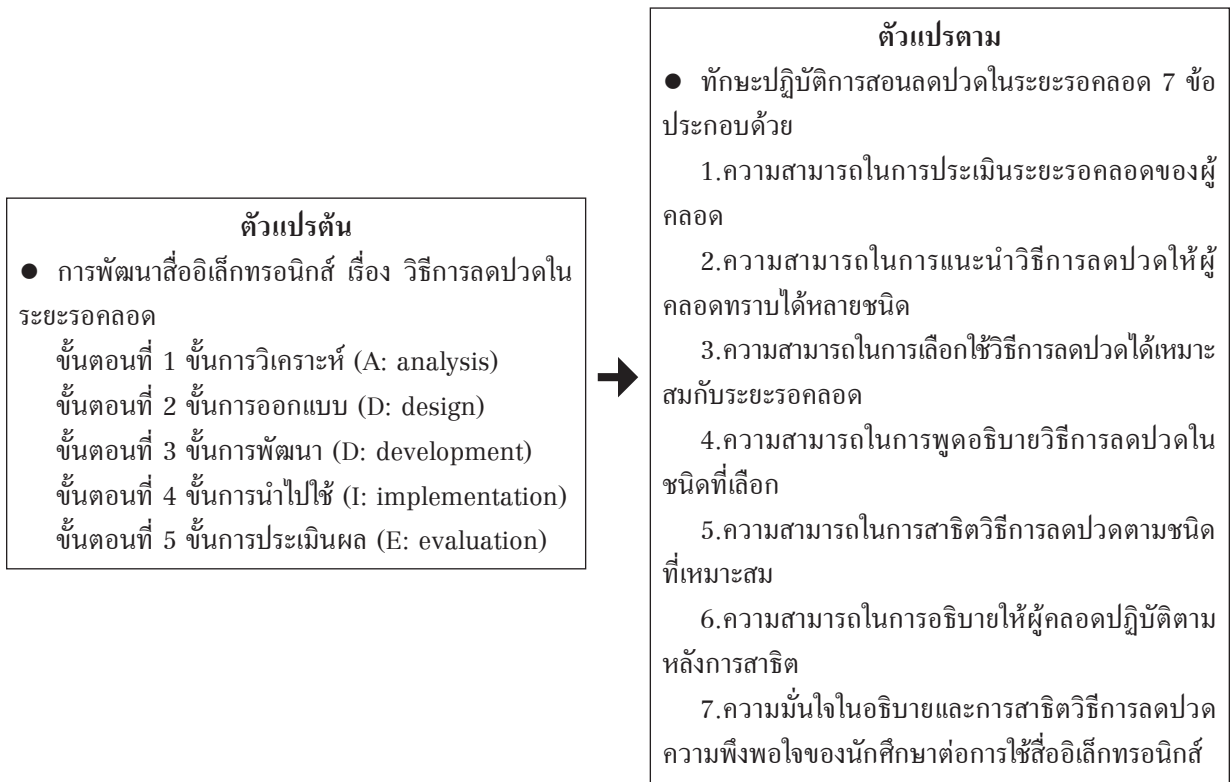 ตัวแปรต้น
● การพัฒนาสื่ออิเล็กทรอนิกส์ เรื่อง วิธีการลดปวดใน
ระยะรอคลอด
ขั้นตอนที่ 1 ขั้นการวิเคราะห์ (A: analysis)
ขั้นตอนที่ 2 ขั้นการออกแบบ (D: design)
ขั้นตอนที่ 3 ขั้นการพัฒนา (D: development)
ขั้นตอนที่ 4 ขั้นการนำไปใช้ (I: implementation)
ขั้นตอนที่ 5 ขั้นการประเมินผล (E: evaluation)
ตัวแปรตาม
● ทักษะปฏิบัติการสอนลดปวดในระยะรอคลอด 7 ข้อ
ประกอบด้วย
1.ความสามารถในการประเมินระยะรอคลอดของผู้
คลอด
2.ความสามารถในการแนะนำวิธีการลดปวดให้ผู้
คลอดทราบได้หลายชนิด
3.ความสามารถในการเลือกใช้วิธีการลดปวดได้เหมาะ
สมกับระยะรอคลอด
4.ความสามารถในการพูดอธิบายวิธีการลดปวดใน
ชนิดที่เลือก
5.ความสามารถในการสาธิตวิธีการลดปวดตามชนิด
ที่เหมาะสม
6.ความสามารถในการอธิบายให้ผู้คลอดปฏิบัติตาม
หลังการสาธิต
7.ความมั่นใจในอธิบายและการสาธิตวิธีการลดปวด
ความพึงพอใจของนักศึกษาต่อการใช้สื่ออิเล็กทรอนิกส์